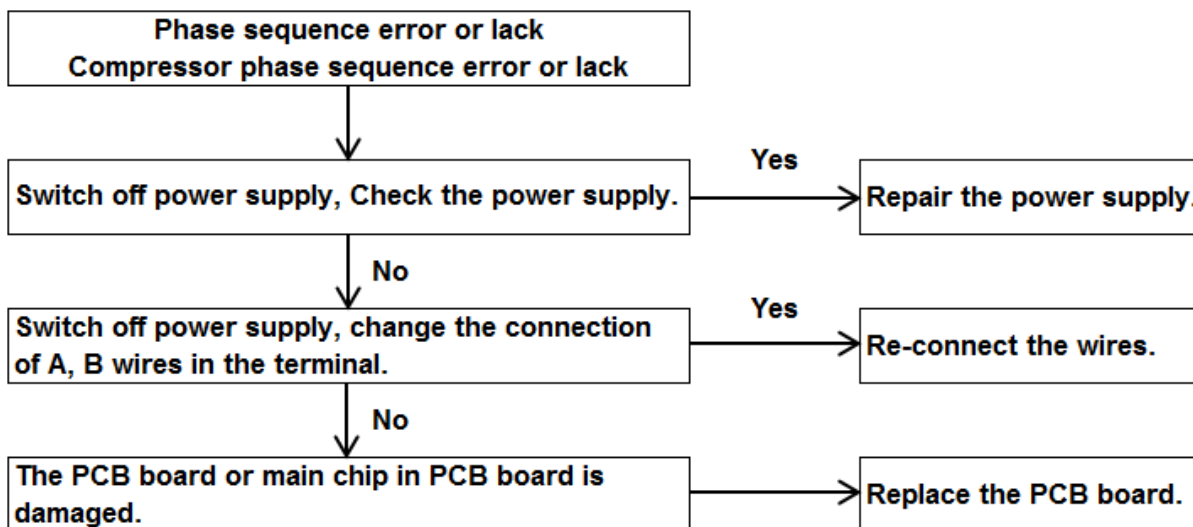 Phase sequence error or lack
Compressor phase sequence error or lack
Yes
Switch off power supply, Check the power supply.
Repair the power supply.
No
Yes
Switch off power supply, change the connection
of A, B wires in the terminal.
Re-connect the wires.
No
The PCB board or main chip in PCB board is
damaged.
Replace the PCB board.